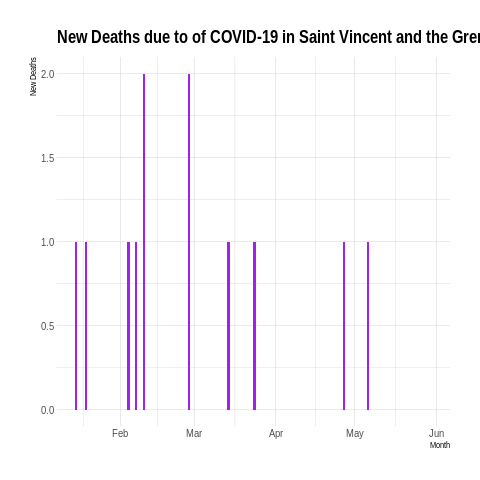 New Deaths due to of COVID-19 in Saint Vincent and the Gren
New Deaths
2.0
1.5
1.0
0.5
0.0
Feb Mar Apr May Jun
Month